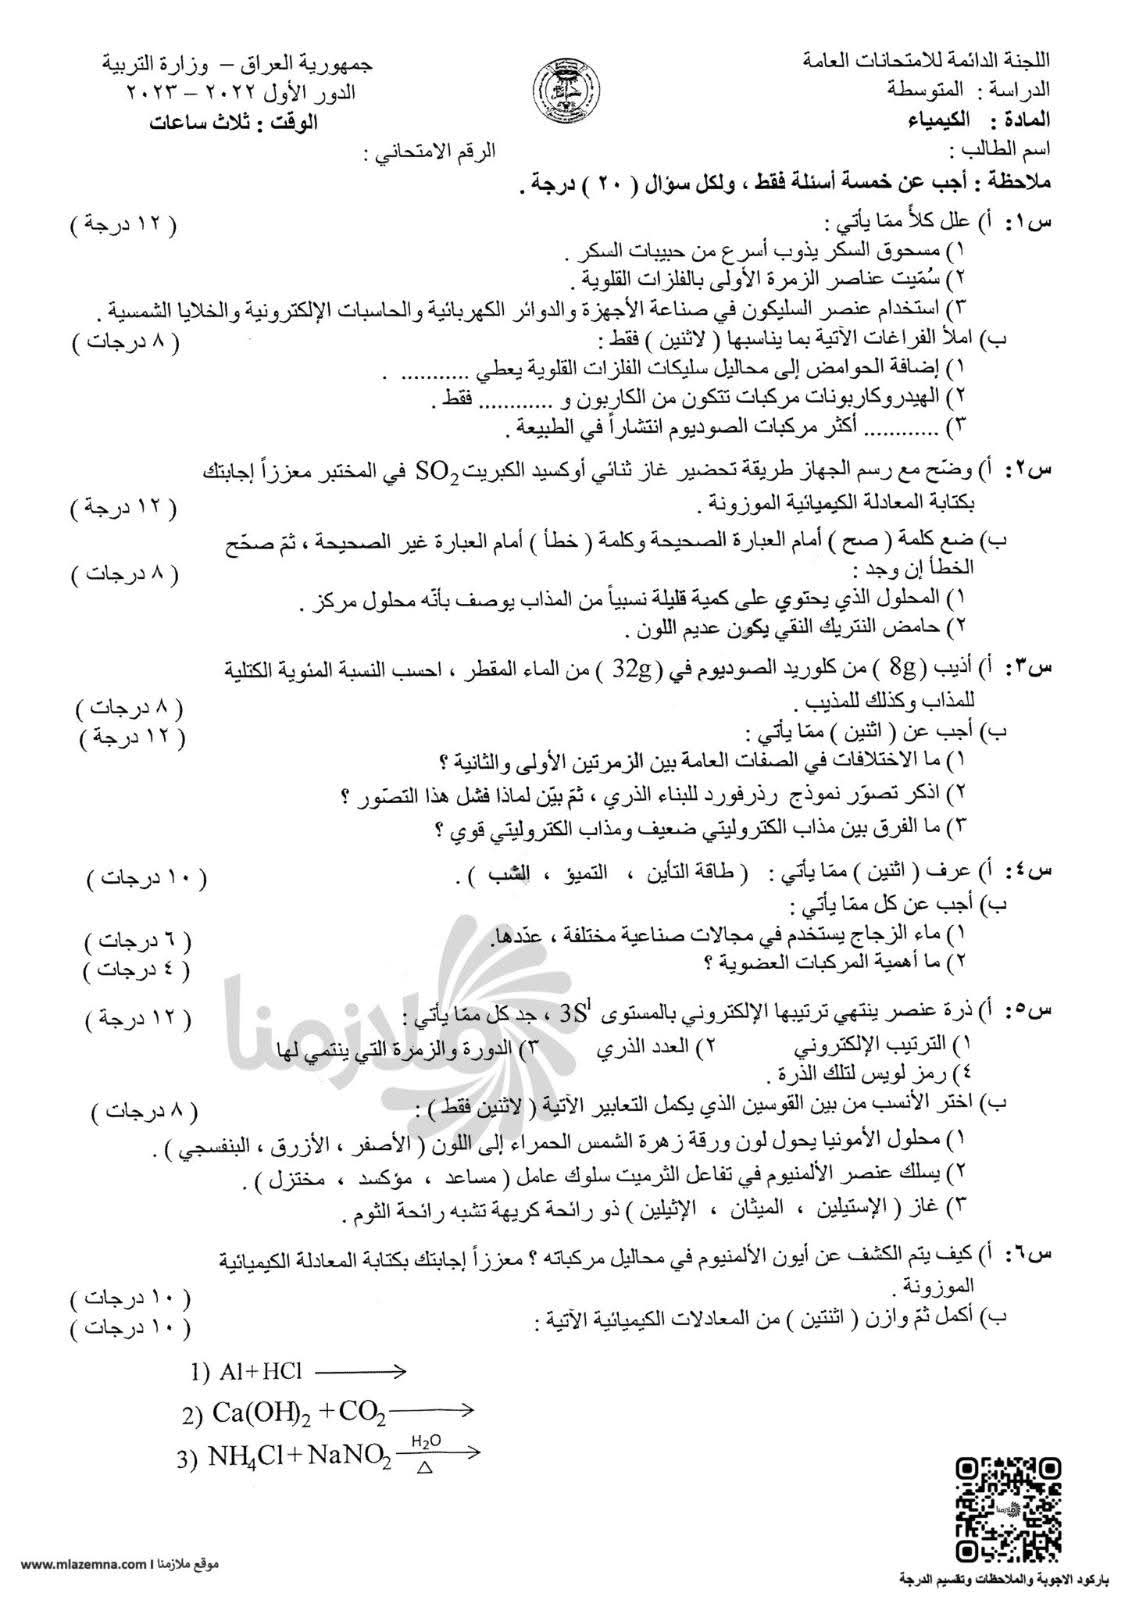 اللجنة الدائمة للامتحانات العامة
الدراسة : المتوسطة
المادة : الكيمياء
اسم الطالب :
جمهورية العراق – وزارة التربية
الدور الأول ٢٠٢٢ – ٢٠٢٣
الوقت : ثلاث ساعات
الرقم الامتحاني :
ملاحظة : أجب عن خمسة أسئلة فقط ، ولكل سؤال ( ٢٠ ) درجة .
س١: أ) علل كلاً ممّا يأتي : ( ١٢ درجة )
١) مسحوق السكر يذوب أسرع من حبيبات السكر .
٢) سُمّيت عناصر الزمرة الأولى بالفلزات القلوية .
٣) استخدام عنصر السليكون في صناعة الأجهزة والدوائر الكهربائية والحاسبات الإلكترونية والخلايا الشمسية .
ب) املأ الفراغات الآتية بما يناسبها ( لاثنين ) فقط : ( ٨ درجات )
١) إضافة الحوامض إلى محاليل سليكات الفلزات القلوية يعطي ........... .
٢) الهيدروكاربونات مركبات تتكون من الكاربون و ............ فقط .
٣) ............ أكثر مركبات الصوديوم انتشاراً في الطبيعة .
س٢: أ) وضّح مع رسم الجهاز طريقة تحضير غاز ثنائي أوكسيد الكبريت SO₂ في المختبر معززاً إجابتك
بكتابة المعادلة الكيميائية الموزونة . ( ١٢ درجة )
ب) ضع كلمة ( صح ) أمام العبارة الصحيحة وكلمة ( خطأ ) أمام العبارة غير الصحيحة ، ثمّ صحّح
الخطأ إن وجد : ( ٨ درجات )
١) المحلول الذي يحتوي على كمية قليلة نسبياً من المذاب يوصف بأنّه محلول مركز .
٢) حامض النتريك النقي يكون عديم اللون .
س٣: أ) أذيب ( 8g ) من كلوريد الصوديوم في ( 32g ) من الماء المقطر ، احسب النسبة المئوية الكتلية
للمذاب وكذلك للمذيب . ( ٨ درجات )
ب) أجب عن ( اثنين ) ممّا يأتي : ( ١٢ درجة )
١) ما الاختلافات في الصفات العامة بين الزمرتين الأولى والثانية ؟
٢) اذكر تصوّر نموذج رذرفورد للبناء الذري ، ثمّ بيّن لماذا فشل هذا التصّور ؟
٣) ما الفرق بين مذاب الكتروليتي ضعيف ومذاب الكتروليتي قوي ؟
س٤: أ) عرف ( اثنين ) ممّا يأتي : ( طاقة التأين ، التميؤ ، الشب ) . ( ١٠ درجات )
ب) أجب عن كل ممّا يأتي :
١) ماء الزجاج يستخدم في مجالات صناعية مختلفة ، عدّدها. ( ٦ درجات )
٢) ما أهمية المركبات العضوية ؟ ( ٤ درجات )
ملازمنا
س٥: أ) ذرة عنصر ينتهي ترتيبها الإلكتروني بالمستوى 3S¹ ، جد كل ممّا يأتي : ( ١٢ درجة )
١) الترتيب الإلكتروني ٢) العدد الذري ٣) الدورة والزمرة التي ينتمي لها
٤) رمز لويس لتلك الذرة .
ب) اختر الأنسب من بين القوسين الذي يكمل التعابير الآتية ( لاثنين فقط ) : ( ٨ درجات )
١) محلول الأمونيا يحول لون ورقة زهرة الشمس الحمراء إلى اللون ( الأصفر ، الأزرق ، البنفسجي ) .
٢) يسلك عنصر الألمنيوم في تفاعل الثرميت سلوك عامل ( مساعد ، مؤكسد ، مختزل ) .
٣) غاز ( الإستيلين ، الميثان ، الإثيلين ) ذو رائحة كريهة تشبه رائحة الثوم .
س٦: أ) كيف يتم الكشف عن أيون الألمنيوم في محاليل مركباته ؟ معززاً إجابتك بكتابة المعادلة الكيميائية
الموزونة . ( ١٠ درجات )
ب) أكمل ثمّ وازن ( اثنتين ) من المعادلات الكيميائية الآتية : ( ١٠ درجات )
1) Al+HCl ⟶
2) Ca(OH)₂ +CO₂ ⟶
3) NH₄Cl+NaNO₂ ⟶ H₂O △
باركود الاجوبة والملاحظات وتقسيم الدرجة
موقع ملازمنا | www.mlazemna.com